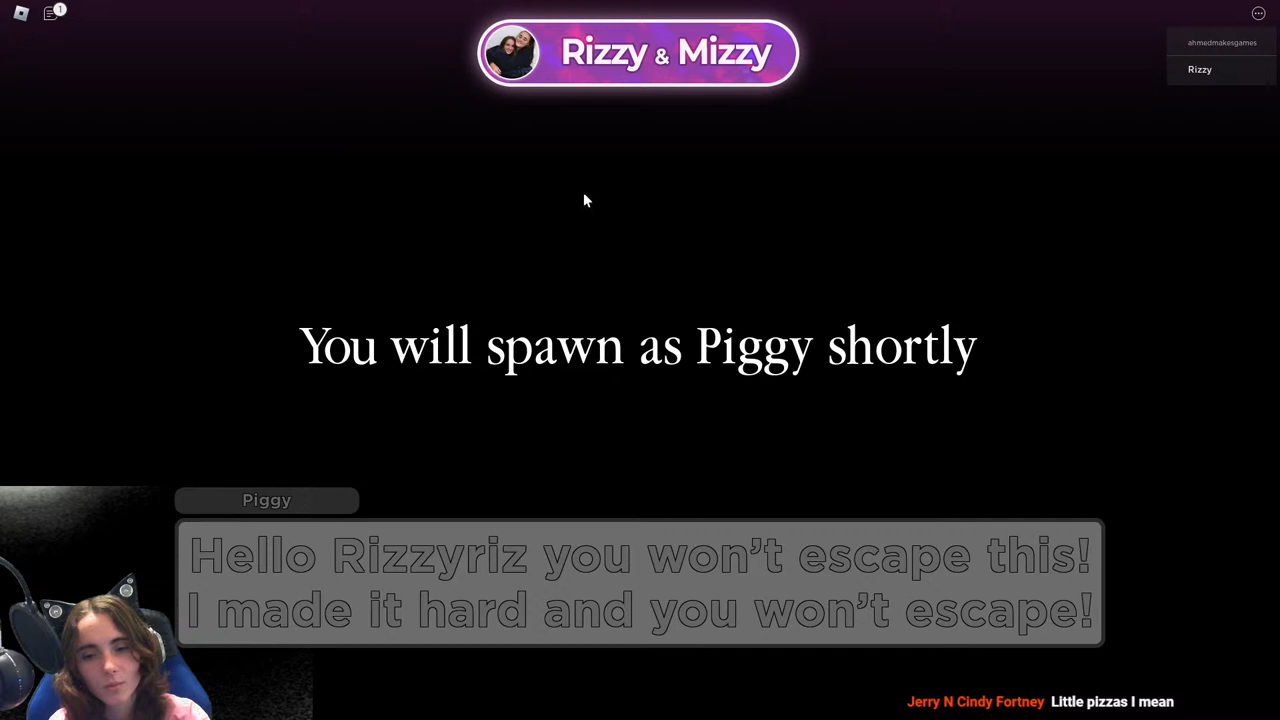 1
Rizzy & Mizzy
ahmedmakesgames
Rizzy
You will spawn as Piggy shortly
Piggy
Hello Rizzyriz you won’t escape this!
I made it hard and you won’t escape!
Jerry N Cindy Fortney Little pizzas I mean